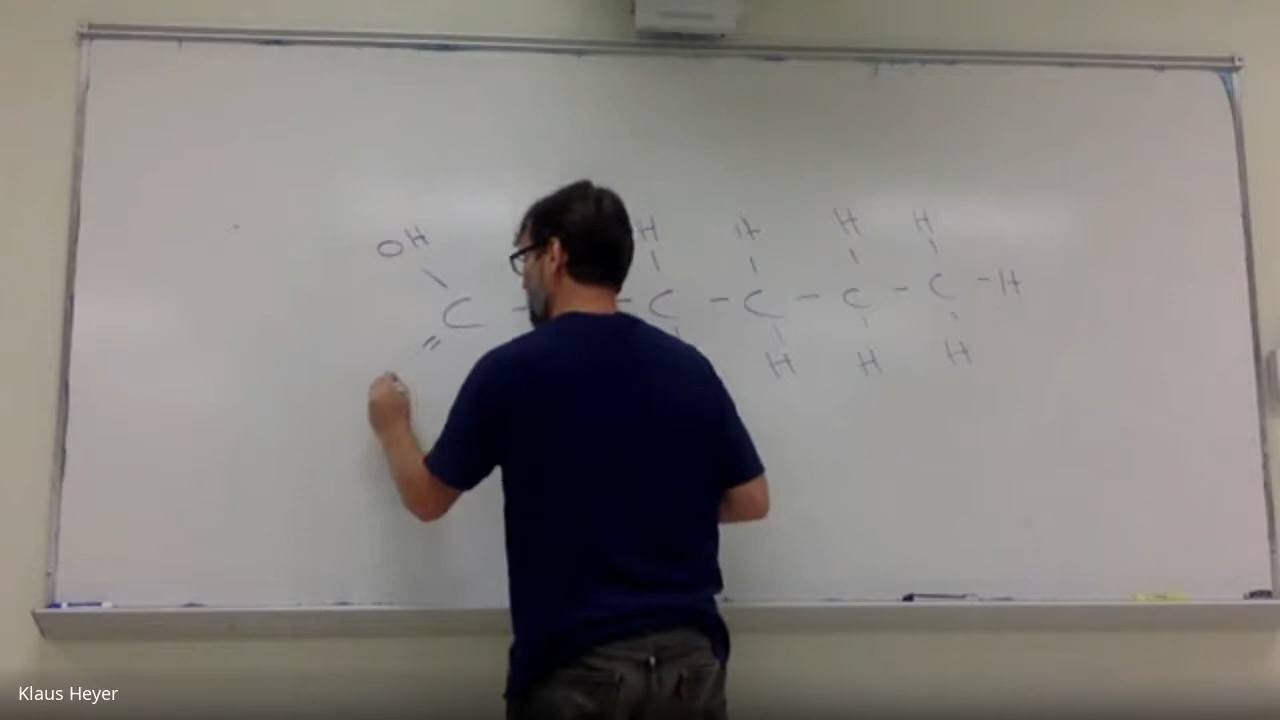 OH H H H H
C - - C - C - C - C - H
=
H H H
Klaus Heyer